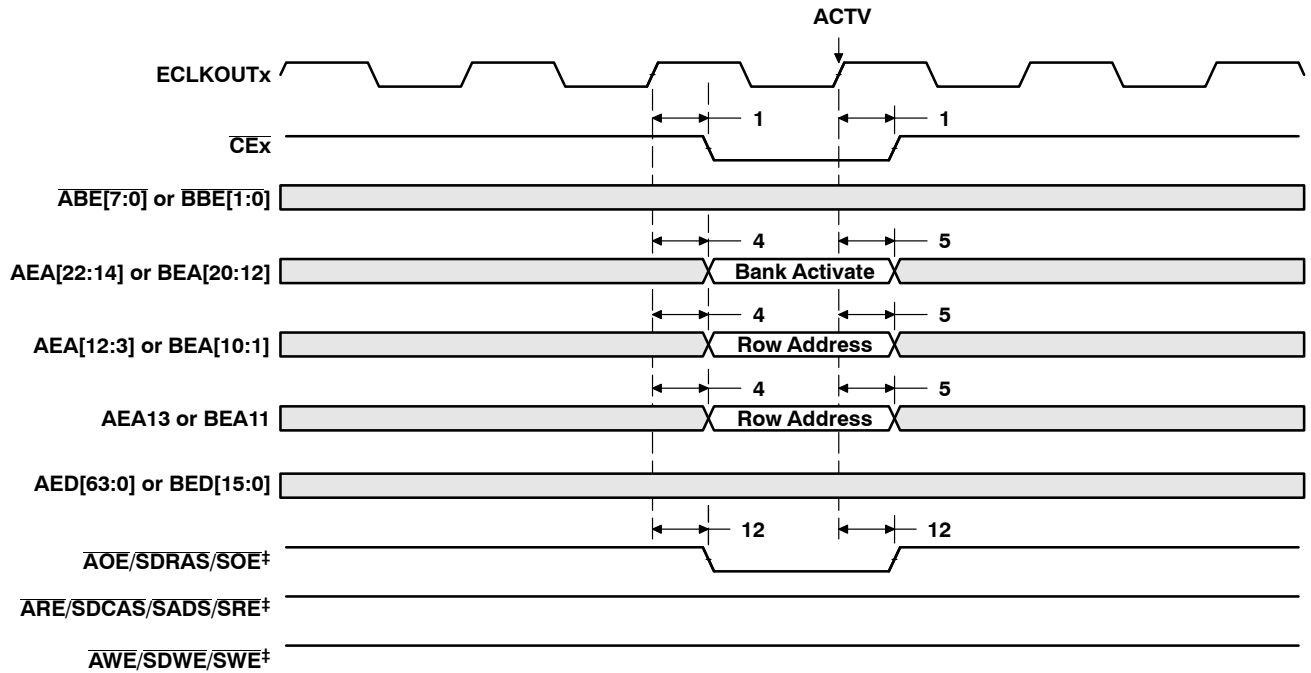 ACTV
ECLKOUTx
1 1
CEx
ABE[7:0] or BBE[1:0]
4 5
AEA[22:14] or BEA[20:12] Bank Activate
4 5
AEA[12:3] or BEA[10:1] Row Address
4 5
AEA13 or BEA11 Row Address
AED[63:0] or BED[15:0]
12 12
AOE/SDRAS/SOE‡
ARE/SDCAS/SADS/SRE‡
AWE/SDWE/SWE‡